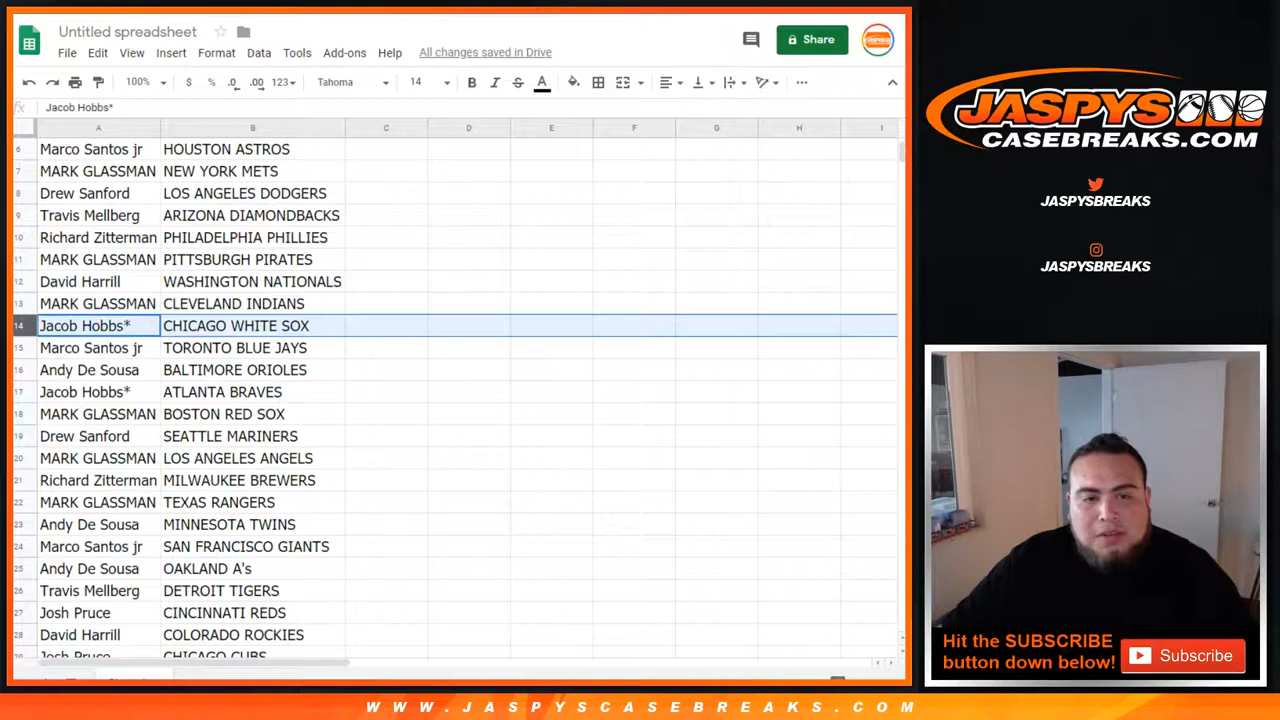 Untitled spreadsheet
File Edit View Insert Format Data Tools Add-ons Help All changes saved in Drive
Share
100% $ % .0 .00 123 Tahoma 14 B I S A
fx Jacob Hobbs*
A B C D E F G H I
6 Marco Santos jr HOUSTON ASTROS
7 MARK GLASSMAN NEW YORK METS
8 Drew Sanford LOS ANGELES DODGERS
9 Travis Mellberg ARIZONA DIAMONDBACKS
10 Richard Zitterman PHILADELPHIA PHILLIES
11 MARK GLASSMAN PITTSBURGH PIRATES
12 David Harrill WASHINGTON NATIONALS
13 MARK GLASSMAN CLEVELAND INDIANS
14 Jacob Hobbs* CHICAGO WHITE SOX
15 Marco Santos jr TORONTO BLUE JAYS
16 Andy De Sousa BALTIMORE ORIOLES
17 Jacob Hobbs* ATLANTA BRAVES
18 MARK GLASSMAN BOSTON RED SOX
19 Drew Sanford SEATTLE MARINERS
20 MARK GLASSMAN LOS ANGELES ANGELS
21 Richard Zitterman MILWAUKEE BREWERS
22 MARK GLASSMAN TEXAS RANGERS
23 Andy De Sousa MINNESOTA TWINS
24 Marco Santos jr SAN FRANCISCO GIANTS
25 Andy De Sousa OAKLAND A's
26 Travis Mellberg DETROIT TIGERS
27 Josh Pruce CINCINNATI REDS
28 David Harrill COLORADO ROCKIES
29 Josh Pruce CHICAGO CUBS
JASPYS
CASEBREAKS.COM
JASPYSBREAKS
JASPYSBREAKS
Hit the SUBSCRIBE
button down below!
Subscribe
WWW.JASPYSCASEBREAKS.COM